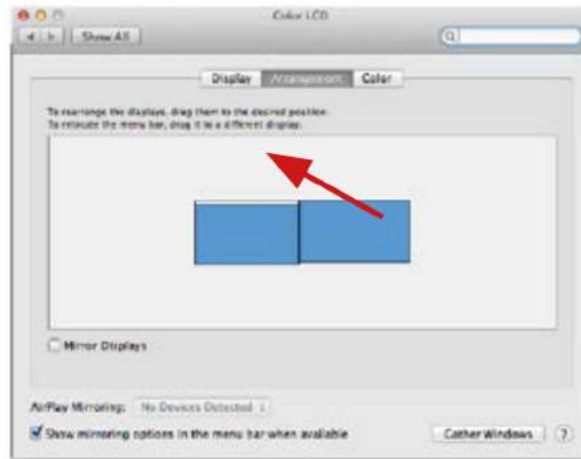 Color LCD
Show All
Display Arrangement Color
To rearrange the displays, drag them to the desired position.
To relocate the menu bar, drag it to a different display.
Mirror Displays
AirPlay Mirroring: No Devices Detected
Show mirroring options in the menu bar when available
Gather Windows ?